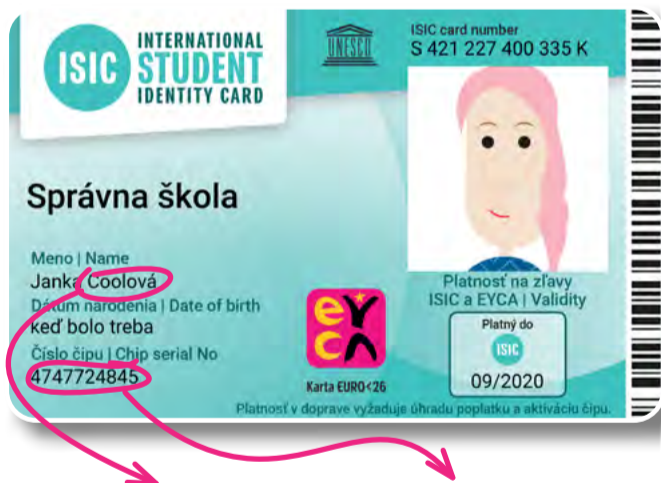 ISIC
INTERNATIONAL
STUDENT
IDENTITY CARD
UNESCO
ISIC card number
S 421 227 400 335 K
Správna škola
Meno | Name
Janka Coolová
Dátum narodenia | Date of birth
keď bolo treba
Číslo čipu | Chip serial No
4747724845
eyca
Karta EURO<26
Platnosť na zľavy
ISIC a EYCA | Validity
Platný do
ISIC
09/2020
Platnosť v doprave vyžaduje úhradu poplatku a aktiváciu čipu.